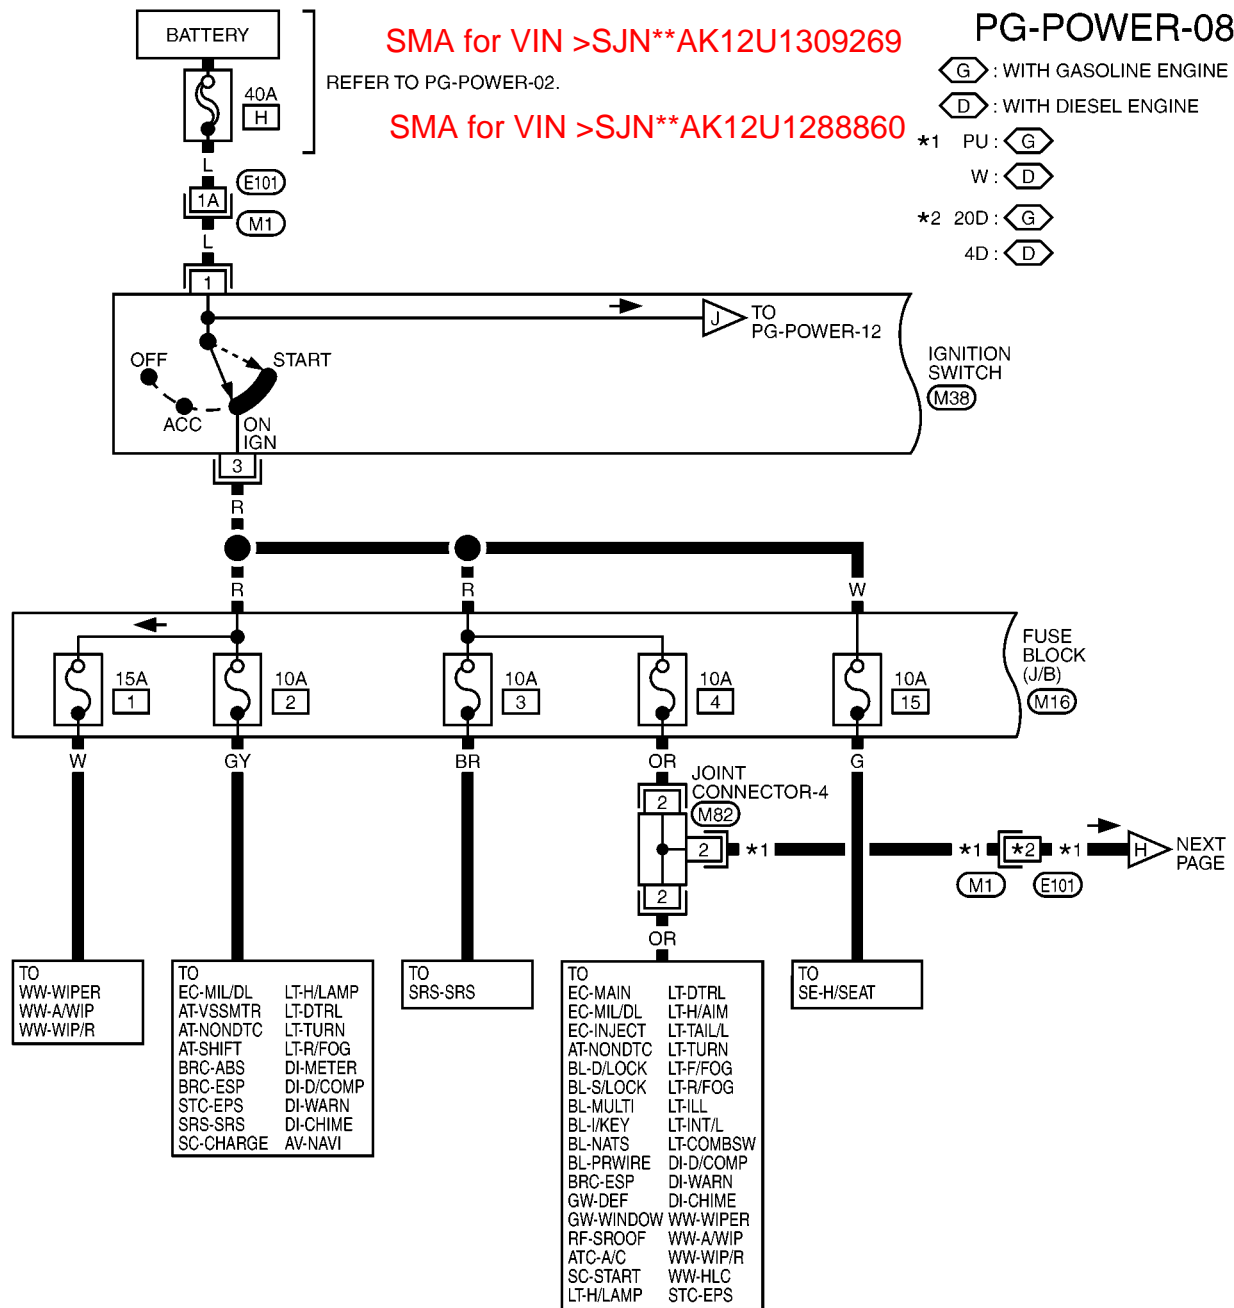 PG-POWER-08
BATTERY
SMA for VIN >SJN**AK12U1309269
REFER TO PG-POWER-02.
SMA for VIN >SJN**AK12U1288860
G : WITH GASOLINE ENGINE
D : WITH DIESEL ENGINE
*1 PU : G
W : D
*2 20D : G
4D : D
40A
H
L
E101
1A
M1
L
1
J
TO
PG-POWER-12
OFF
START
ACC
ON
IGN
IGNITION
SWITCH
M38
3
R
R
R
W
15A
1
10A
2
10A
3
10A
4
10A
15
FUSE
BLOCK
(J/B)
M16
W
GY
BR
OR
G
JOINT
CONNECTOR-4
M82
2
2
*1
*1
*2
*1
H
NEXT
PAGE
M1
E101
2
OR
TO
WW-WIPER
WW-A/WIP
WW-WIP/R
TO
EC-MIL/DL LT-H/LAMP
AT-VSSMTR LT-DTRL
AT-NONDTC LT-TURN
AT-SHIFT LT-R/FOG
BRC-ABS DI-METER
BRC-ESP DI-D/COMP
STC-EPS DI-WARN
SRS-SRS DI-CHIME
SC-CHARGE AV-NAVI
TO
SRS-SRS
TO
EC-MAIN LT-DTRL
EC-MIL/DL LT-H/AIM
EC-INJECT LT-TAIL/L
AT-NONDTC LT-TURN
BL-D/LOCK LT-F/FOG
BL-S/LOCK LT-R/FOG
BL-MULTI LT-ILL
BL-I/KEY LT-INT/L
BL-NATS LT-COMBSW
BL-PRWIRE DI-D/COMP
BRC-ESP DI-WARN
GW-DEF DI-CHIME
GW-WINDOW WW-WIPER
RF-SROOF WW-A/WIP
ATC-A/C WW-WIP/R
SC-START WW-HLC
LT-H/LAMP STC-EPS
TO
SE-H/SEAT